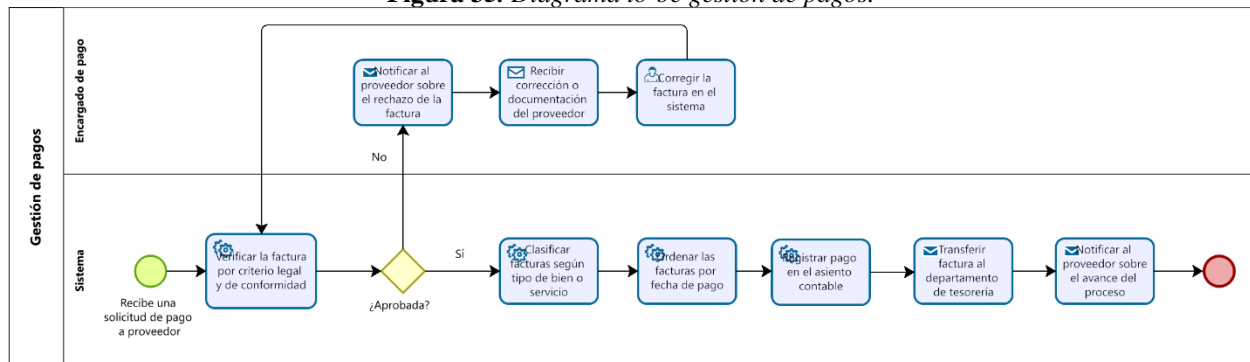 Figura 35. Diagrama to-be gestión de pagos.
Gestión de pagos
Encargado de pago
Notificar al
proveedor sobre
el rechazo de la
factura
Recibir
corrección o
documentación
del proveedor
Corregir la
factura en el
sistema
No
Sistema
Recibe una
solicitud de pago
a proveedor
Verificar la factura
por criterio legal
y de conformidad
¿Aprobada?
Sí
Clasificar
facturas según
tipo de bien o
servicio
Ordenar las
facturas por
fecha de pago
Registrar pago
en el asiento
contable
Transferir
factura al
departamento
de tesorería
Notificar al
proveedor sobre
el avance del
proceso